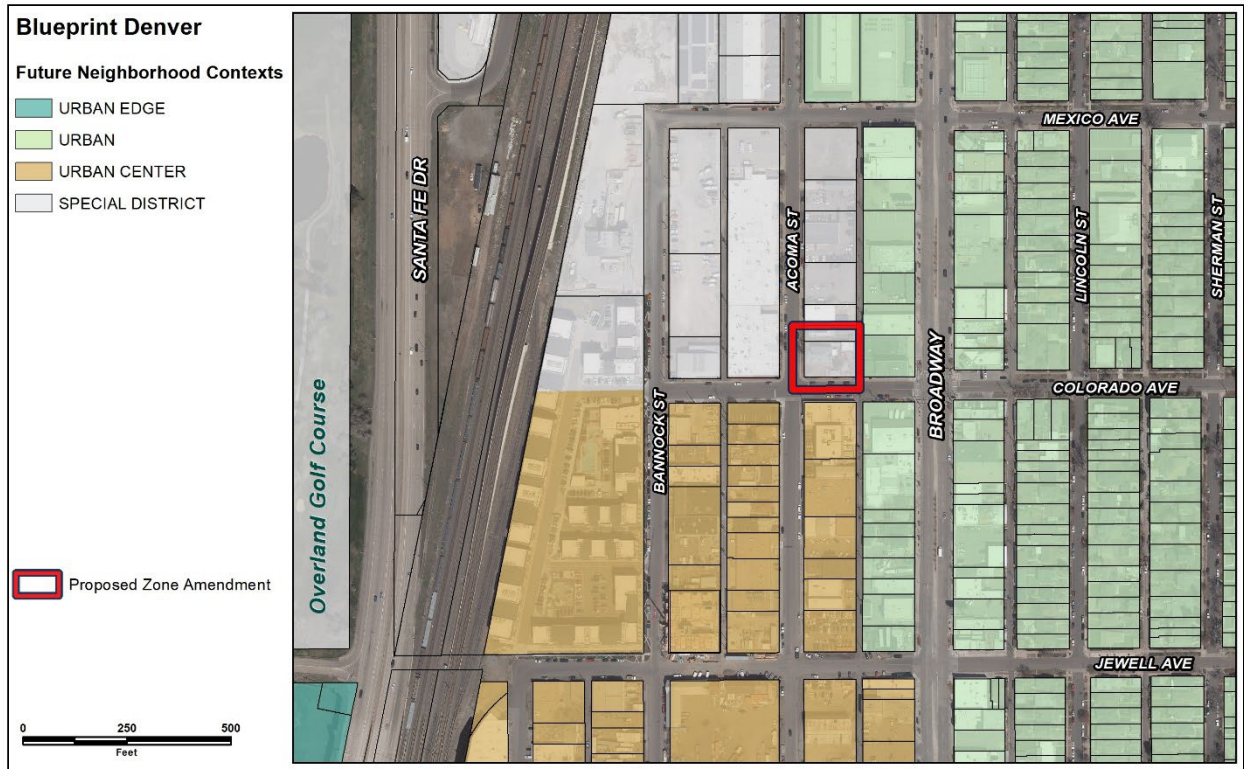 Blueprint Denver
Future Neighborhood Contexts
URBAN EDGE
URBAN
URBAN CENTER
SPECIAL DISTRICT
Proposed Zone Amendment
0 250 500
Feet
Overland Golf Course
SANTA FE DR
BANNOCK ST
ACOMA ST
BROADWAY
LINCOLN ST
SHERMAN ST
MEXICO AVE
COLORADO AVE
JEWELL AVE